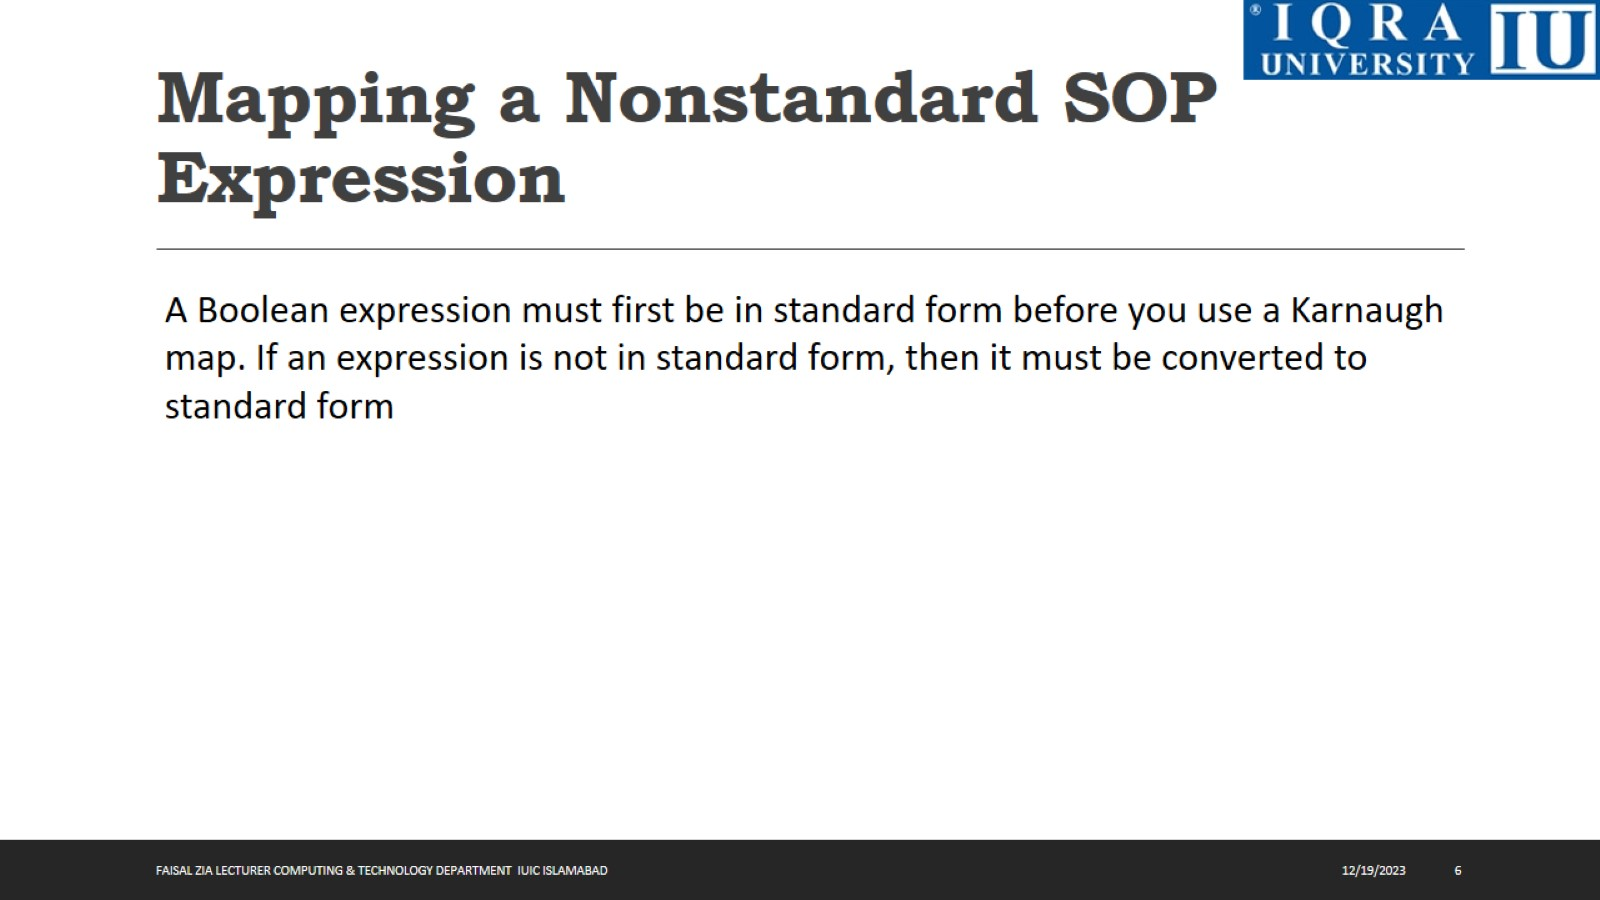 ® IQRA
UNIVERSITY IU
Mapping a Nonstandard SOP
Expression
A Boolean expression must first be in standard form before you use a Karnaugh
map. If an expression is not in standard form, then it must be converted to
standard form
FAISAL ZIA LECTURER COMPUTING & TECHNOLOGY DEPARTMENT IUIC ISLAMABAD 12/19/2023 6